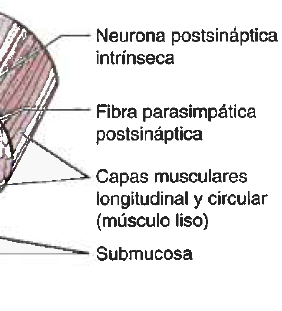 Neurona postsináptica
intrínseca
Fibra parasimpática
postsináptica
Capas musculares
longitudinal y circular
(músculo liso)
Submucosa